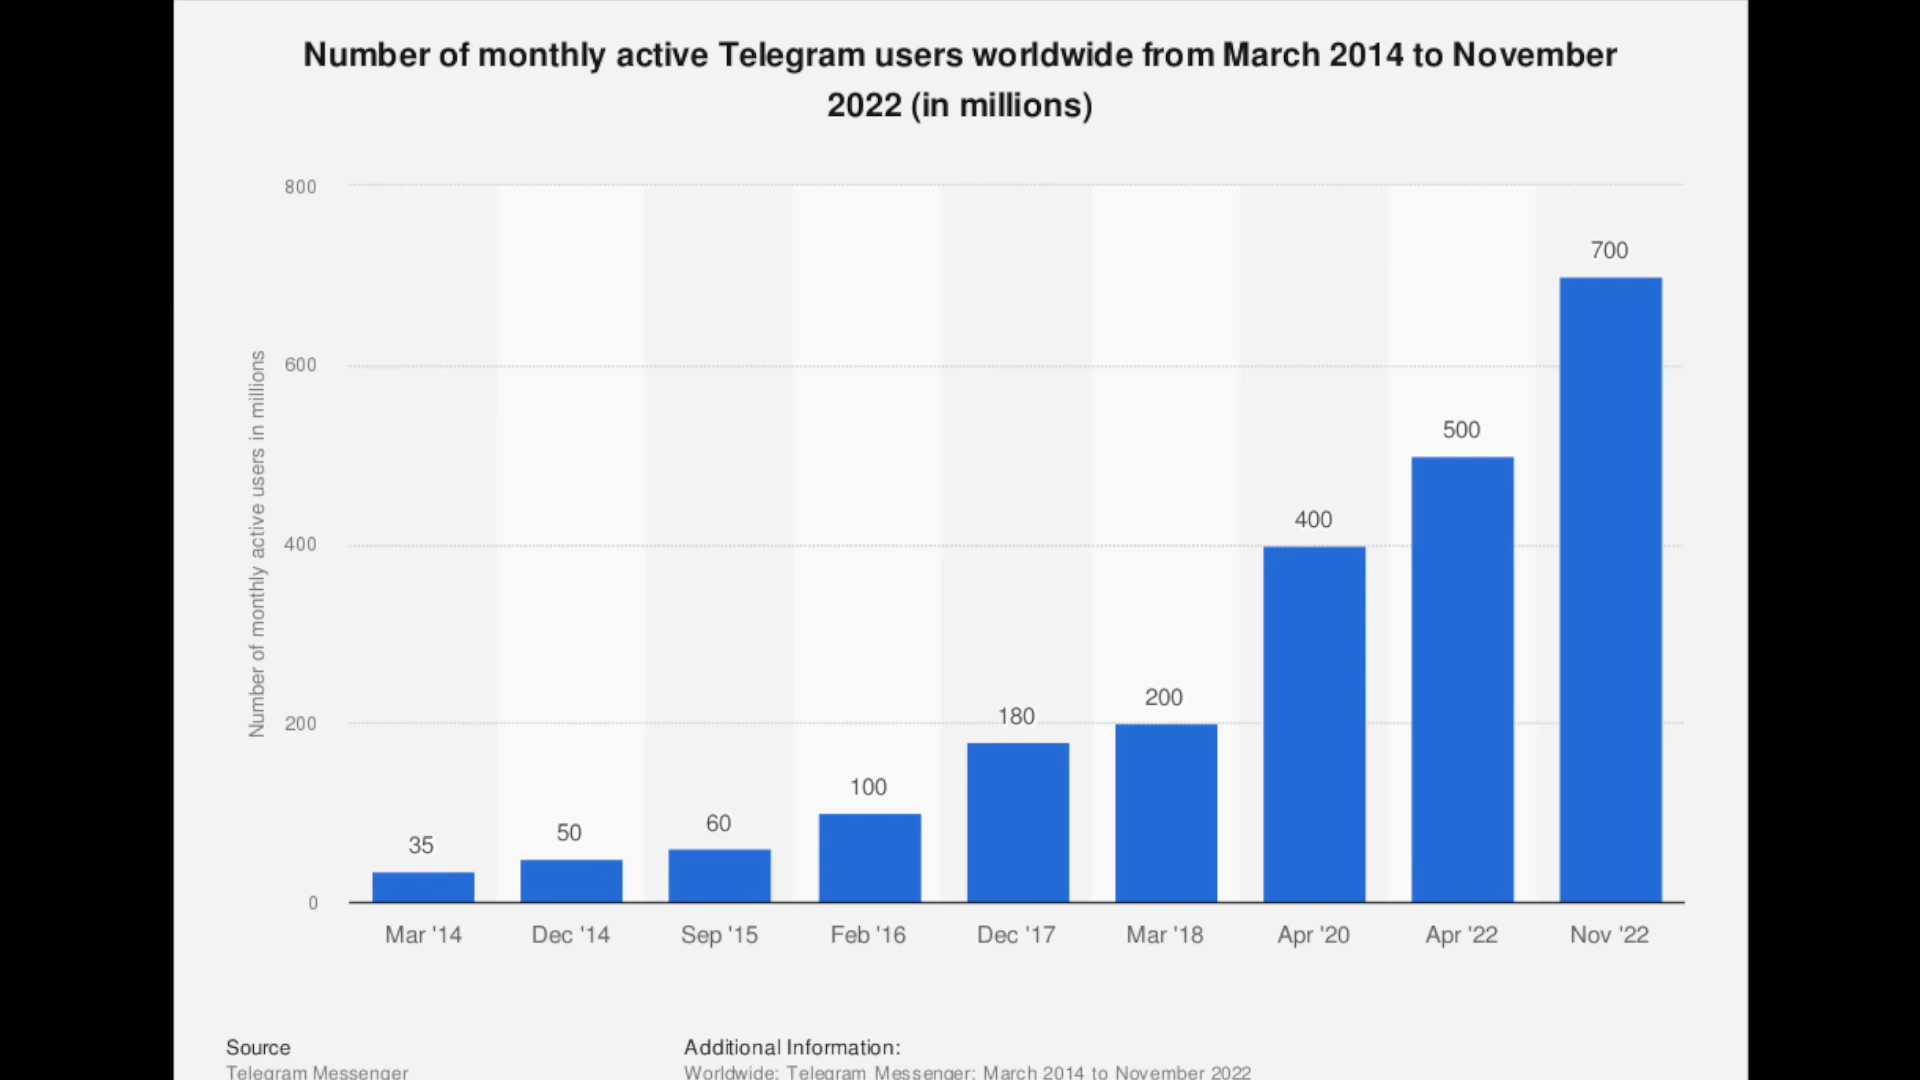 Number of monthly active Telegram users worldwide from March 2014 to November
2022 (in millions)
Number of monthly active users in millions
800
600
400
200
0
35
50
60
100
180
200
400
500
700
Mar '14
Dec '14
Sep '15
Feb '16
Dec '17
Mar '18
Apr '20
Apr '22
Nov '22
Source
Telegram Messenger
Additional Information:
Worldwide; Telegram Messenger; March 2014 to November 2022